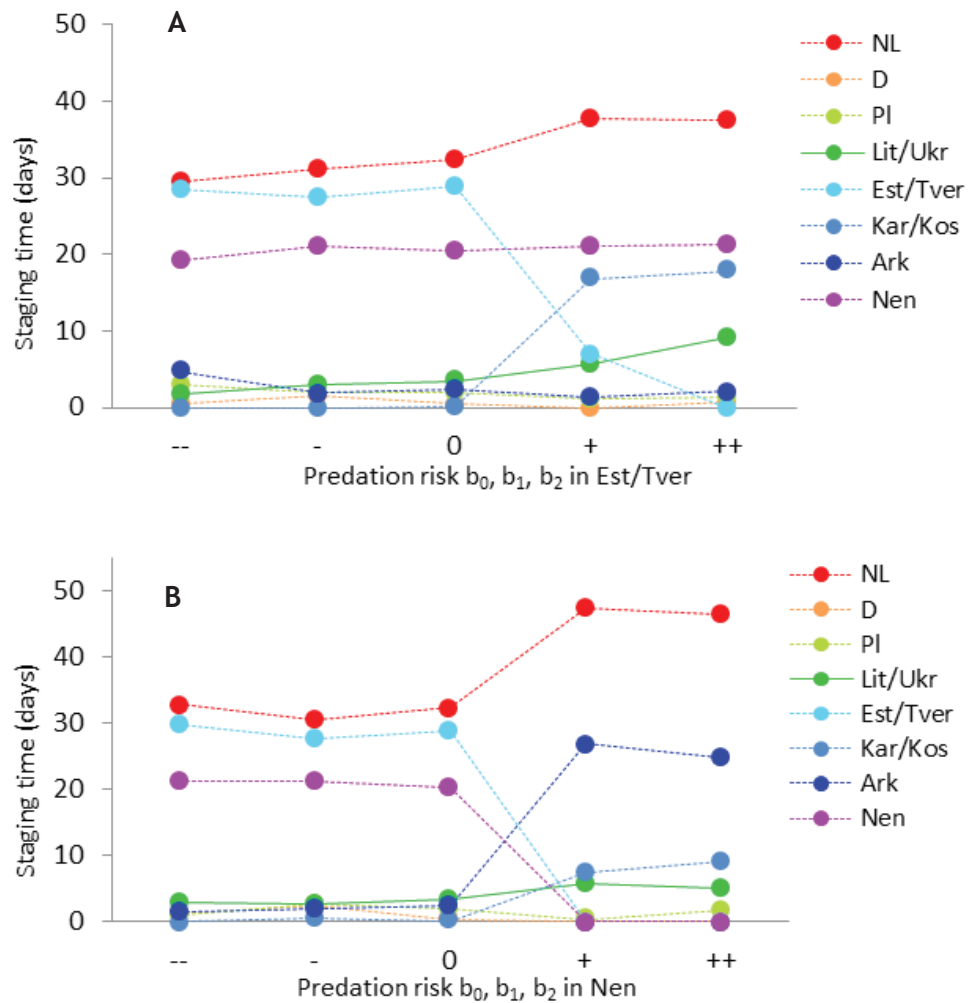 A
50
40
30
20
10
0
Staging time (days)
-- - 0 + ++
Predation risk b₀, b₁, b₂ in Est/Tver
NL
D
Pl
Lit/Ukr
Est/Tver
Kar/Kos
Ark
Nen
B
50
40
30
20
10
0
Staging time (days)
-- - 0 + ++
Predation risk b₀, b₁, b₂ in Nen
NL
D
Pl
Lit/Ukr
Est/Tver
Kar/Kos
Ark
Nen